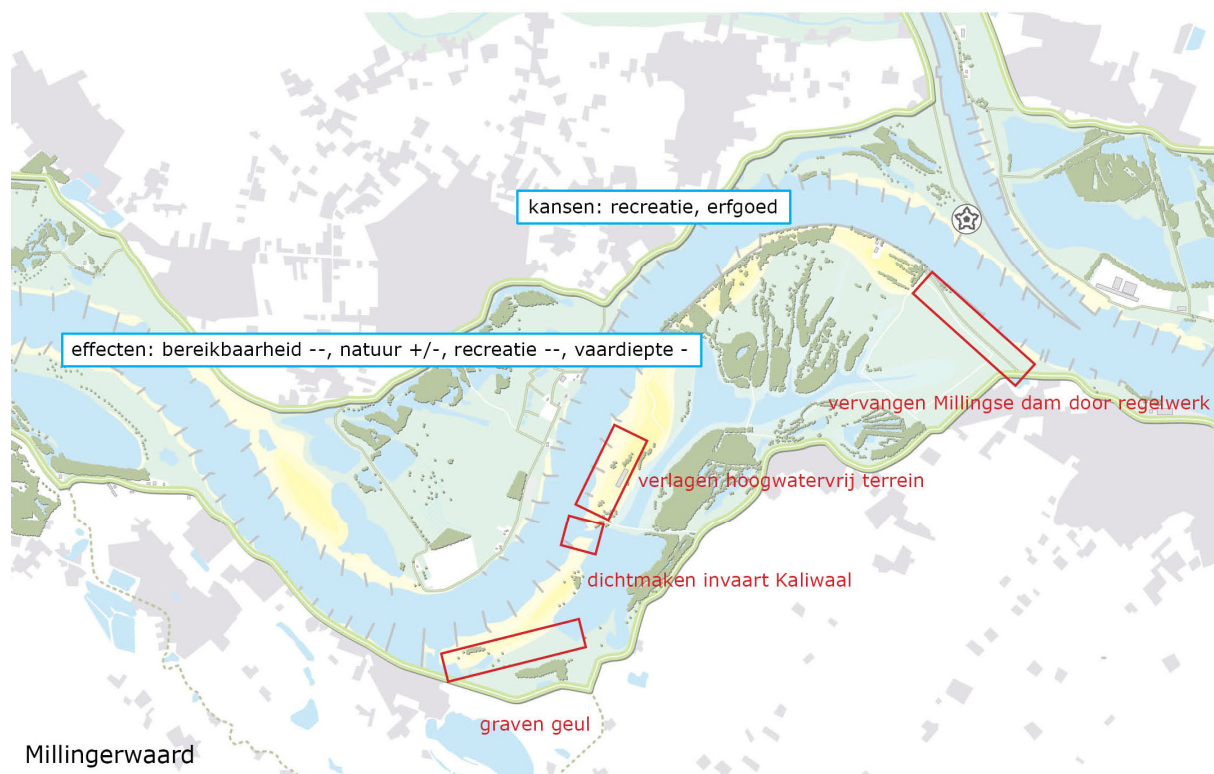 kansen: recreatie, erfgoed
effecten: bereikbaarheid --, natuur +/-, recreatie --, vaardiepte -
vervangen Millingse dam door regelwerk
verlagen hoogwatervrij terrein
dichtmaken invaart Kaliwaal
graven geul
Millingerwaard